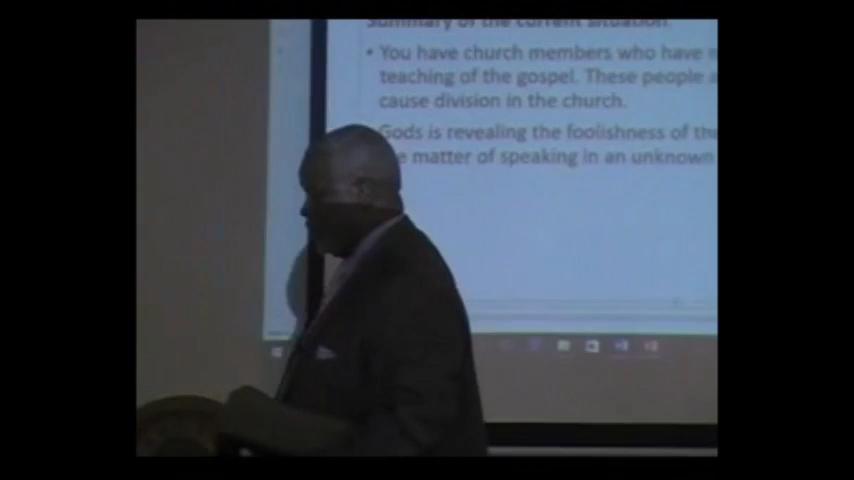 Summary of the current situation
• You have church members who have
teaching of the gospel. These people
cause division in the church.
Gods is revealing the foolishness of the
matter of speaking in an unknown